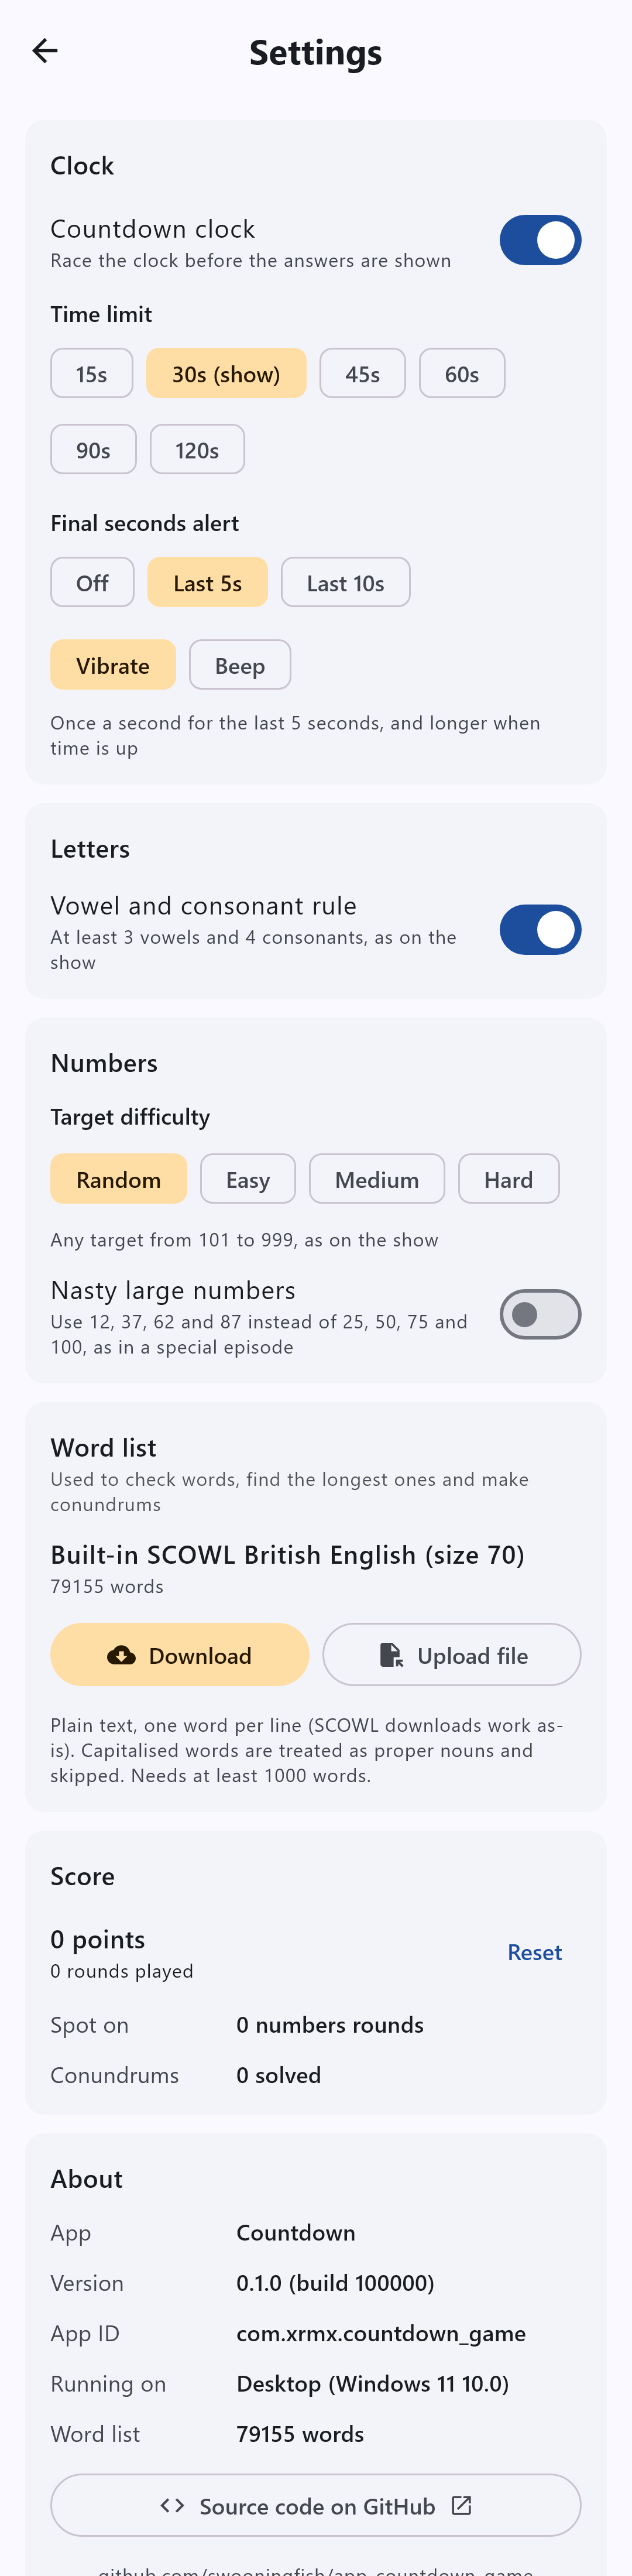 Settings
Clock
Countdown clock
Race the clock before the answers are shown
Time limit
15s
30s (show)
45s
60s
90s
120s
Final seconds alert
Off
Last 5s
Last 10s
Vibrate
Beep
Once a second for the last 5 seconds, and longer when
time is up
Letters
Vowel and consonant rule
At least 3 vowels and 4 consonants, as on the
show
Numbers
Target difficulty
Random
Easy
Medium
Hard
Any target from 101 to 999, as on the show
Nasty large numbers
Use 12, 37, 62 and 87 instead of 25, 50, 75 and
100, as in a special episode
Word list
Used to check words, find the longest ones and make
conundrums
Built-in SCOWL British English (size 70)
79155 words
Download
Upload file
Plain text, one word per line (SCOWL downloads work as-
is). Capitalised words are treated as proper nouns and
skipped. Needs at least 1000 words.
Score
0 points
0 rounds played
Reset
Spot on
0 numbers rounds
Conundrums
0 solved
About
App
Countdown
Version
0.1.0 (build 100000)
App ID
com.xrmx.countdown_game
Running on
Desktop (Windows 11 10.0)
Word list
79155 words
Source code on GitHub
github.com/swooningfish/app_countdown_game